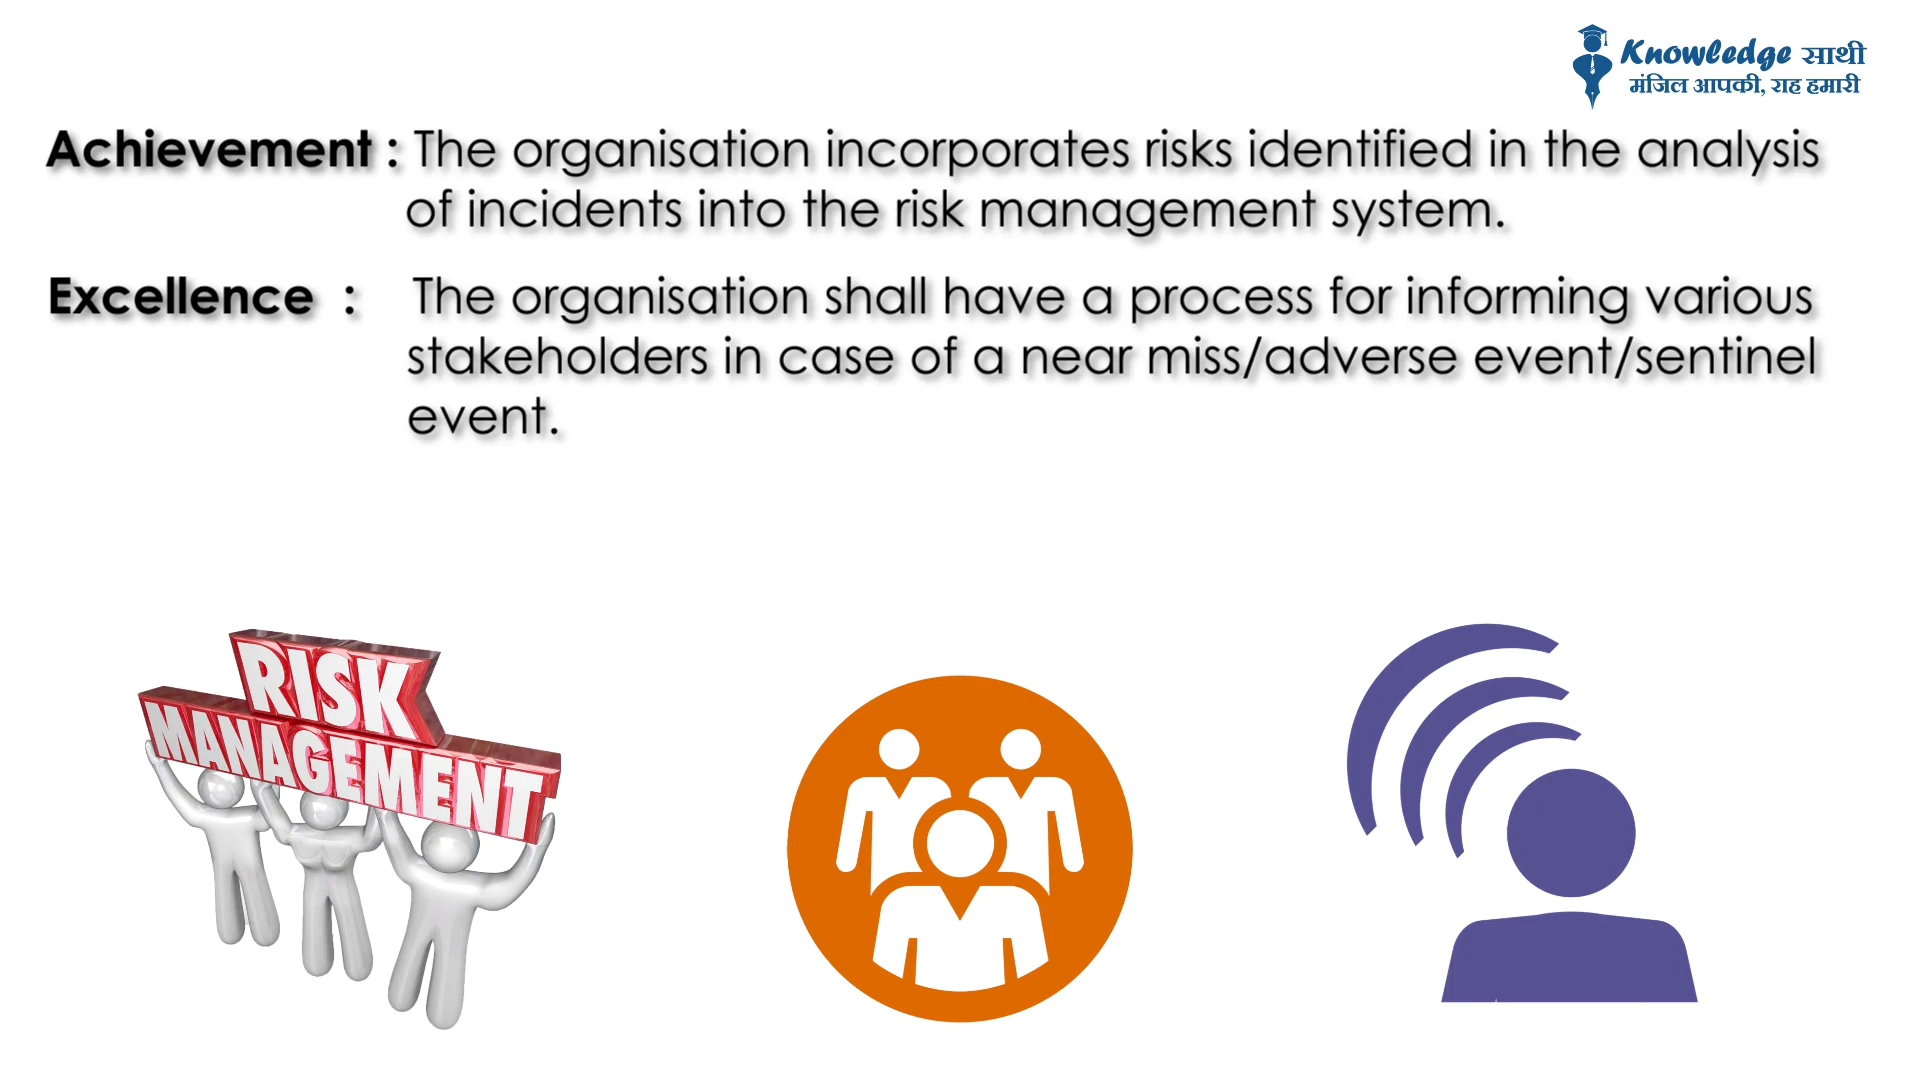 Knowledge साथी
मंजिल आपकी, राह हमारी
Achievement : The organisation incorporates risks identified in the analysis
of incidents into the risk management system.
Excellence : The organisation shall have a process for informing various
stakeholders in case of a near miss/adverse event/sentinel
event.
RISK
MANAGEMENT